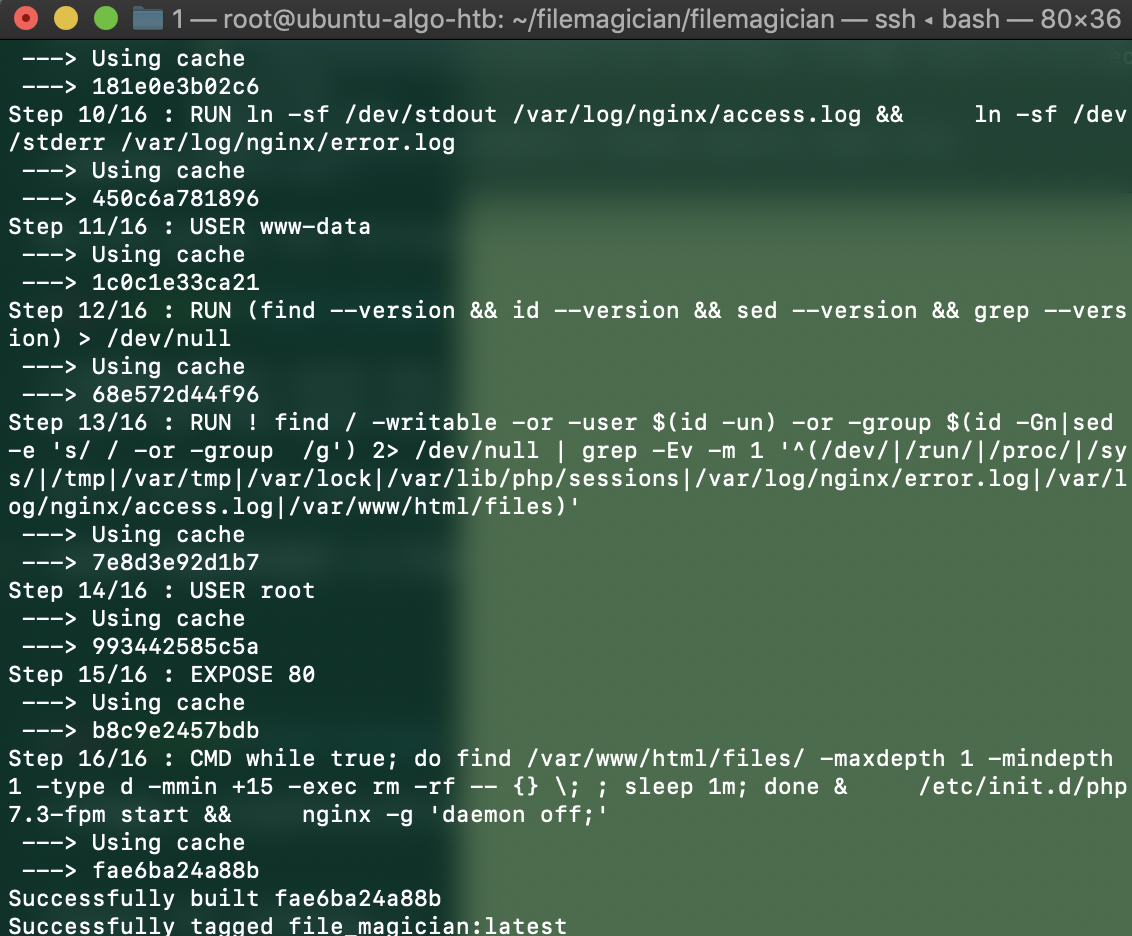 1 — root@ubuntu-algo-htb: ~/filemagician/filemagician — ssh ◂ bash — 80×36
 ---> Using cache
 ---> 181e0e3b02c6
Step 10/16 : RUN ln -sf /dev/stdout /var/log/nginx/access.log &&     ln -sf /dev
/stderr /var/log/nginx/error.log
 ---> Using cache
 ---> 450c6a781896
Step 11/16 : USER www-data
 ---> Using cache
 ---> 1c0c1e33ca21
Step 12/16 : RUN (find --version && id --version && sed --version && grep --vers
ion) > /dev/null
 ---> Using cache
 ---> 68e572d44f96
Step 13/16 : RUN ! find / -writable -or -user $(id -un) -or -group $(id -Gn|sed
-e 's/ / -or -group  /g') 2> /dev/null | grep -Ev -m 1 '^(/dev/|/run/|/proc/|/sy
s/|/tmp|/var/tmp|/var/lock|/var/lib/php/sessions|/var/log/nginx/error.log|/var/l
og/nginx/access.log|/var/www/html/files)'
 ---> Using cache
 ---> 7e8d3e92d1b7
Step 14/16 : USER root
 ---> Using cache
 ---> 993442585c5a
Step 15/16 : EXPOSE 80
 ---> Using cache
 ---> b8c9e2457bdb
Step 16/16 : CMD while true; do find /var/www/html/files/ -maxdepth 1 -mindepth
1 -type d -mmin +15 -exec rm -rf -- {} \; ; sleep 1m; done &     /etc/init.d/php
7.3-fpm start &&     nginx -g 'daemon off;'
 ---> Using cache
 ---> fae6ba24a88b
Successfully built fae6ba24a88b
Successfully tagged file_magician:latest